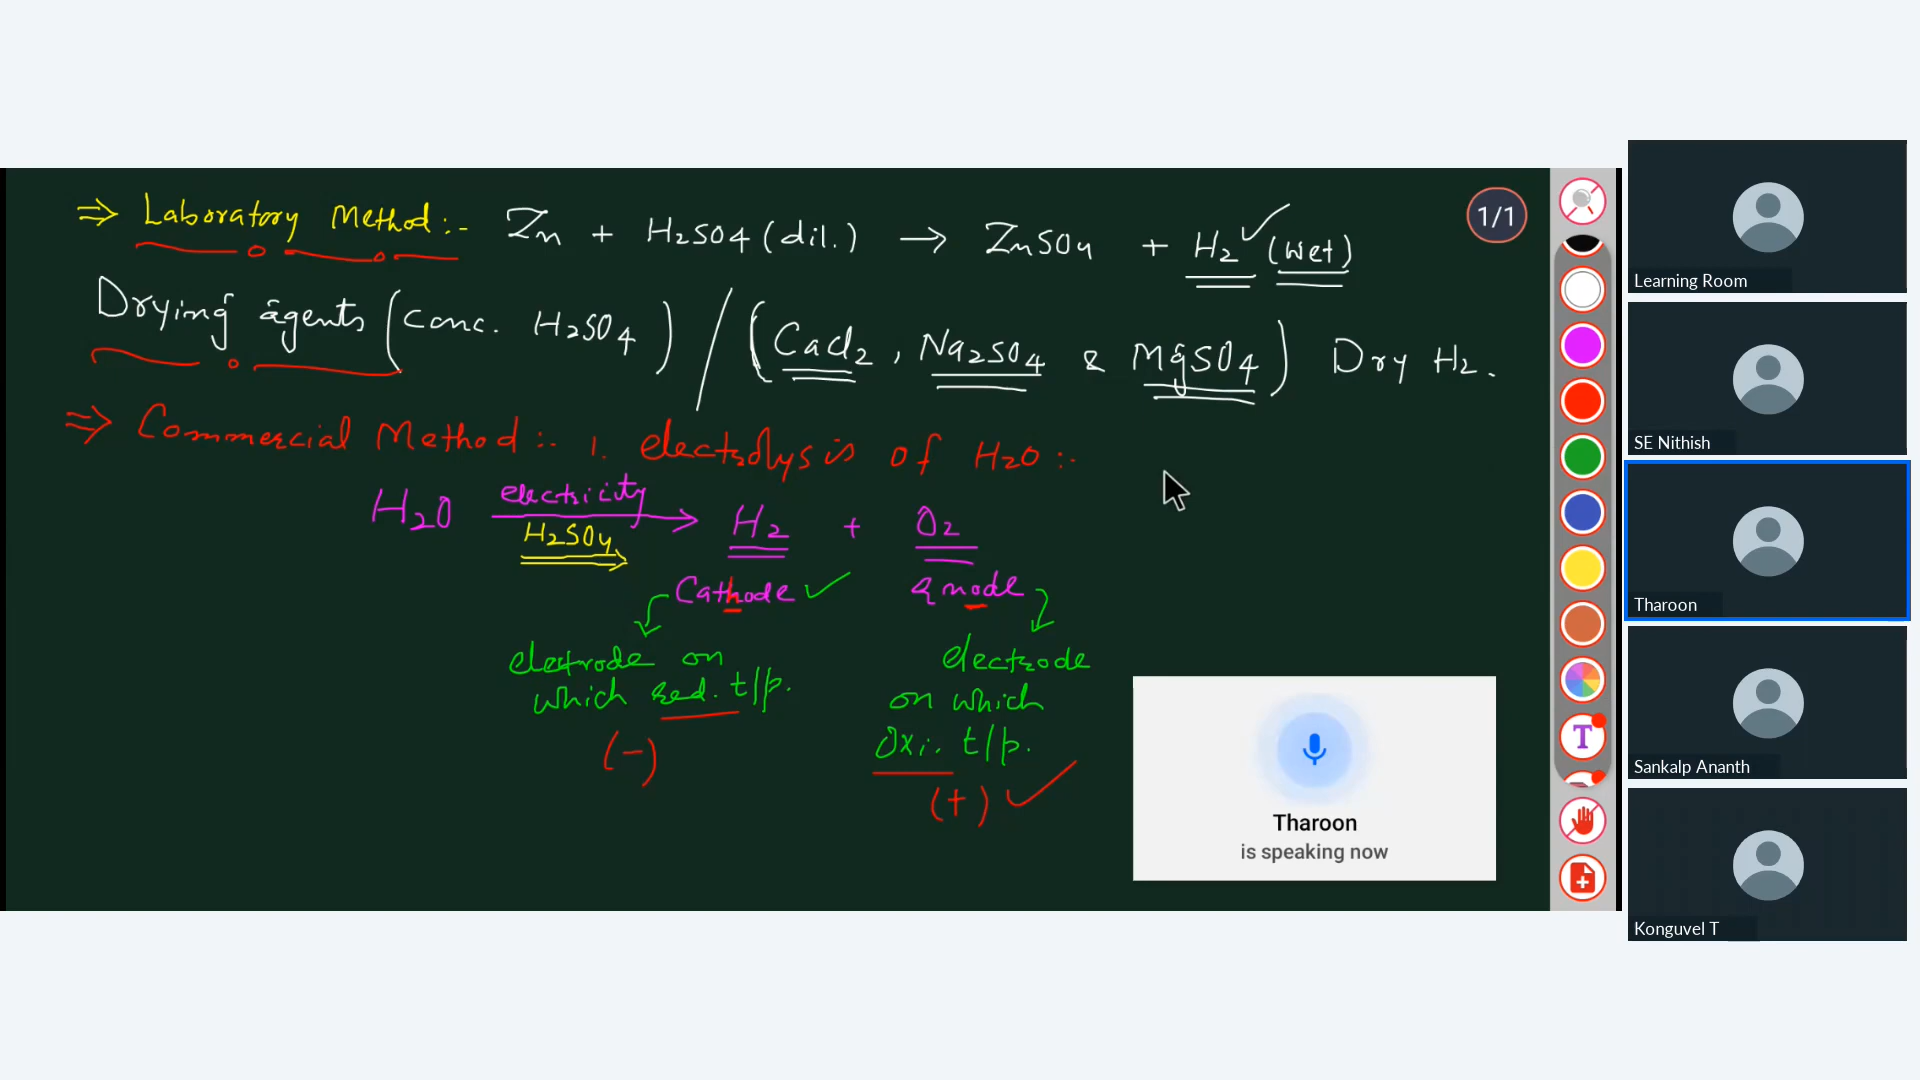 ⇒ Laboratory Method:- Zn + H2SO4 (dil.) → ZnSO4 + H2 (Wet)
Drying agents (conc. H2SO4) / (CaCl2, Na2SO4 & MgSO4) Dry H2.
⇒ Commercial Method:- 1. electrolysis of H2O:-
H2O electricity → H2 + O2
H2SO4
Cathode anode
electrode on which red. t/p. (-)
electrode on which Oxi. t/p. (+)
1/1
T
Tharoon
is speaking now
Learning Room
SE Nithish
Tharoon
Sankalp Ananth
Konguvel T